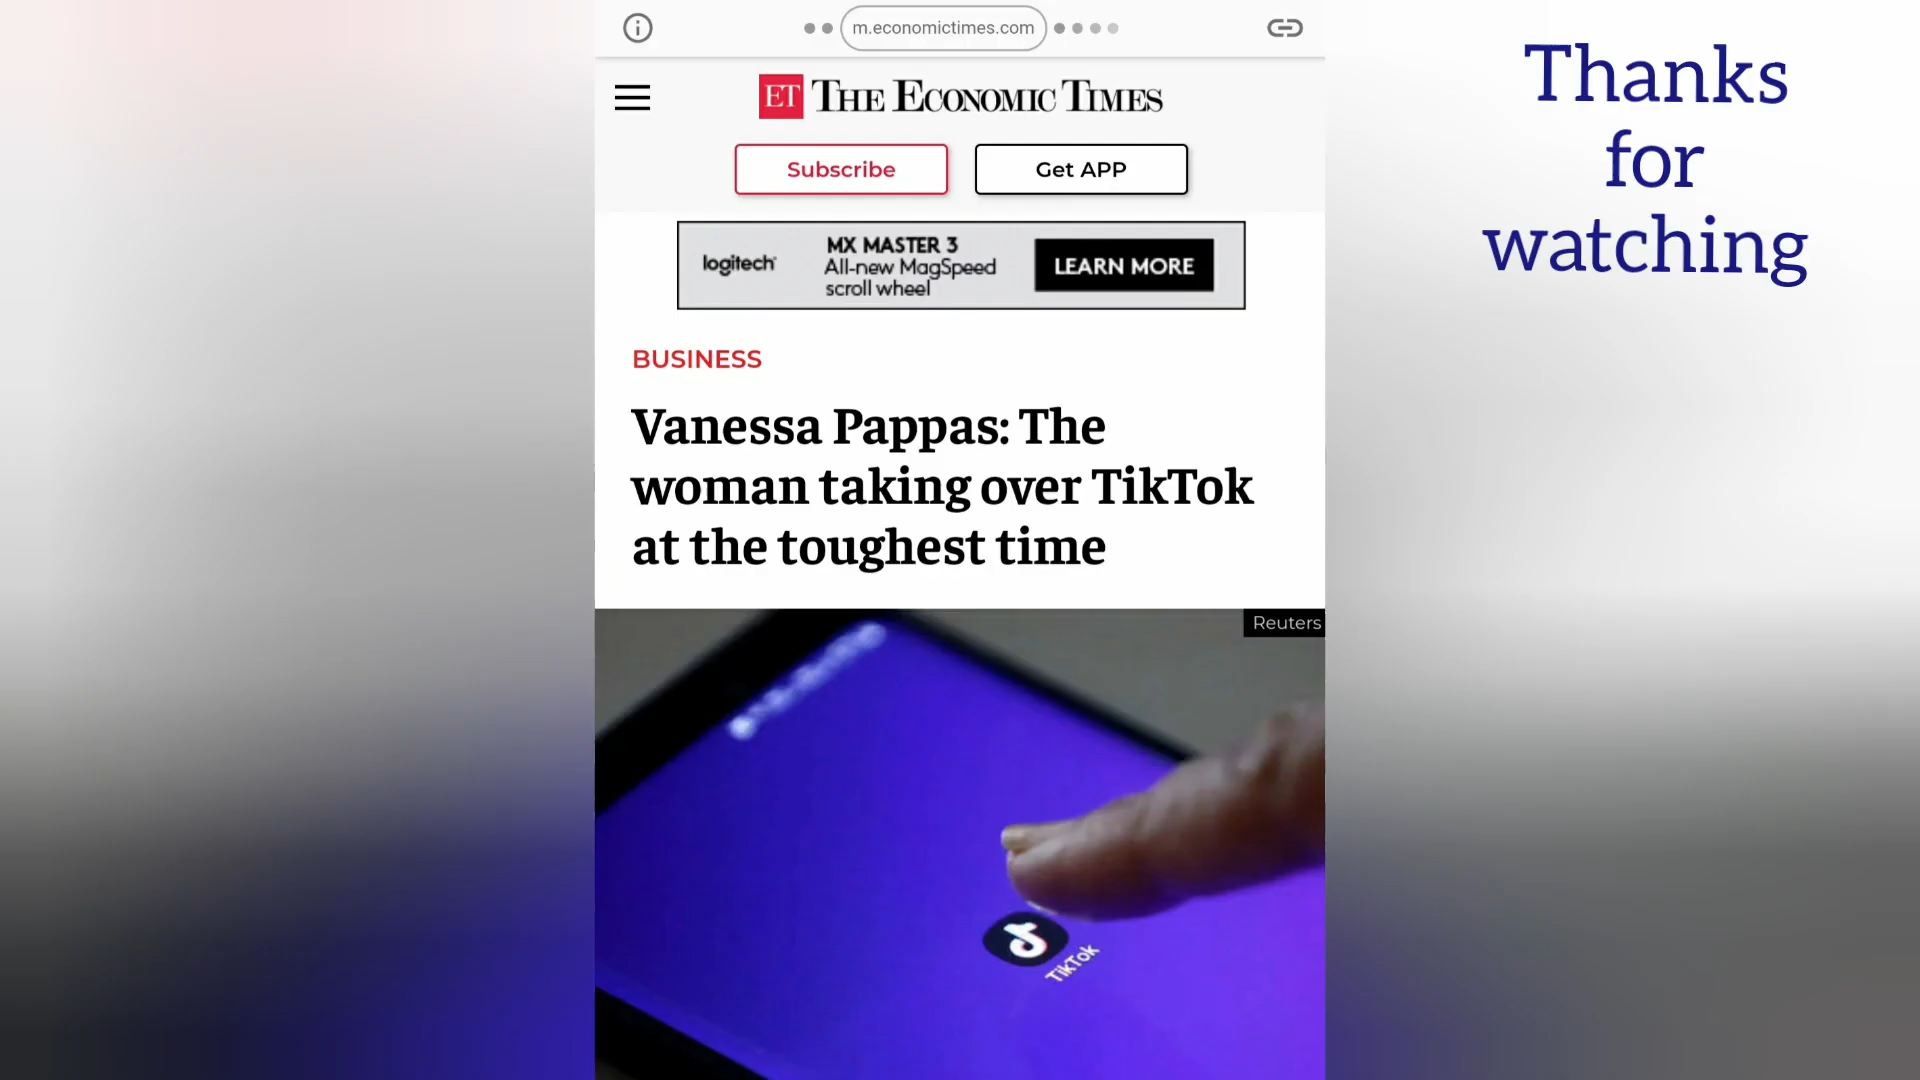 m.economictimes.com
ET THE ECONOMIC TIMES
Subscribe
Get APP
logitech
MX MASTER 3
All-new MagSpeed
scroll wheel
LEARN MORE
BUSINESS
Vanessa Pappas: The
woman taking over TikTok
at the toughest time
Reuters
TikTok
Thanks
for
watching